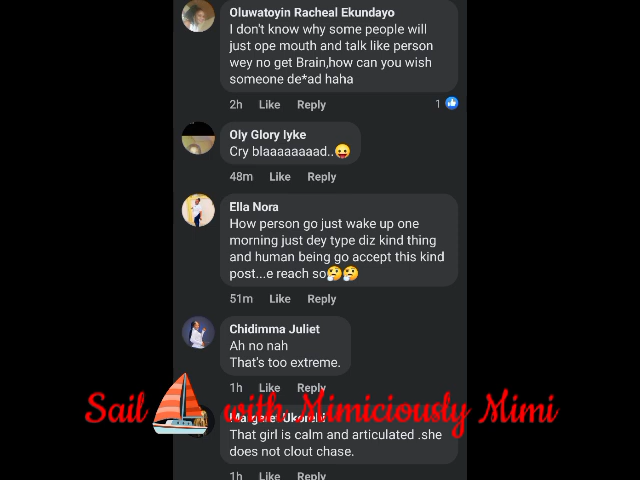 Oluwatoyin Racheal Ekundayo
I don't know why some people will
just ope mouth and talk like person
wey no get Brain,how can you wish
someone de*ad haha
2h Like Reply 1
Oly Glory Iyke
Cry blaaaaaaaad..😜
48m Like Reply
Ella Nora
How person go just wake up one
morning just dey type diz kind thing
and human being go accept this kind
post...e reach so🤔🤔
51m Like Reply
Chidimma Juliet
Ah no nah
That's too extreme.
1h Like Reply
Sail with Mimiciously Mimi
That girl is calm and articulated .she
does not clout chase.
1h Like Reply